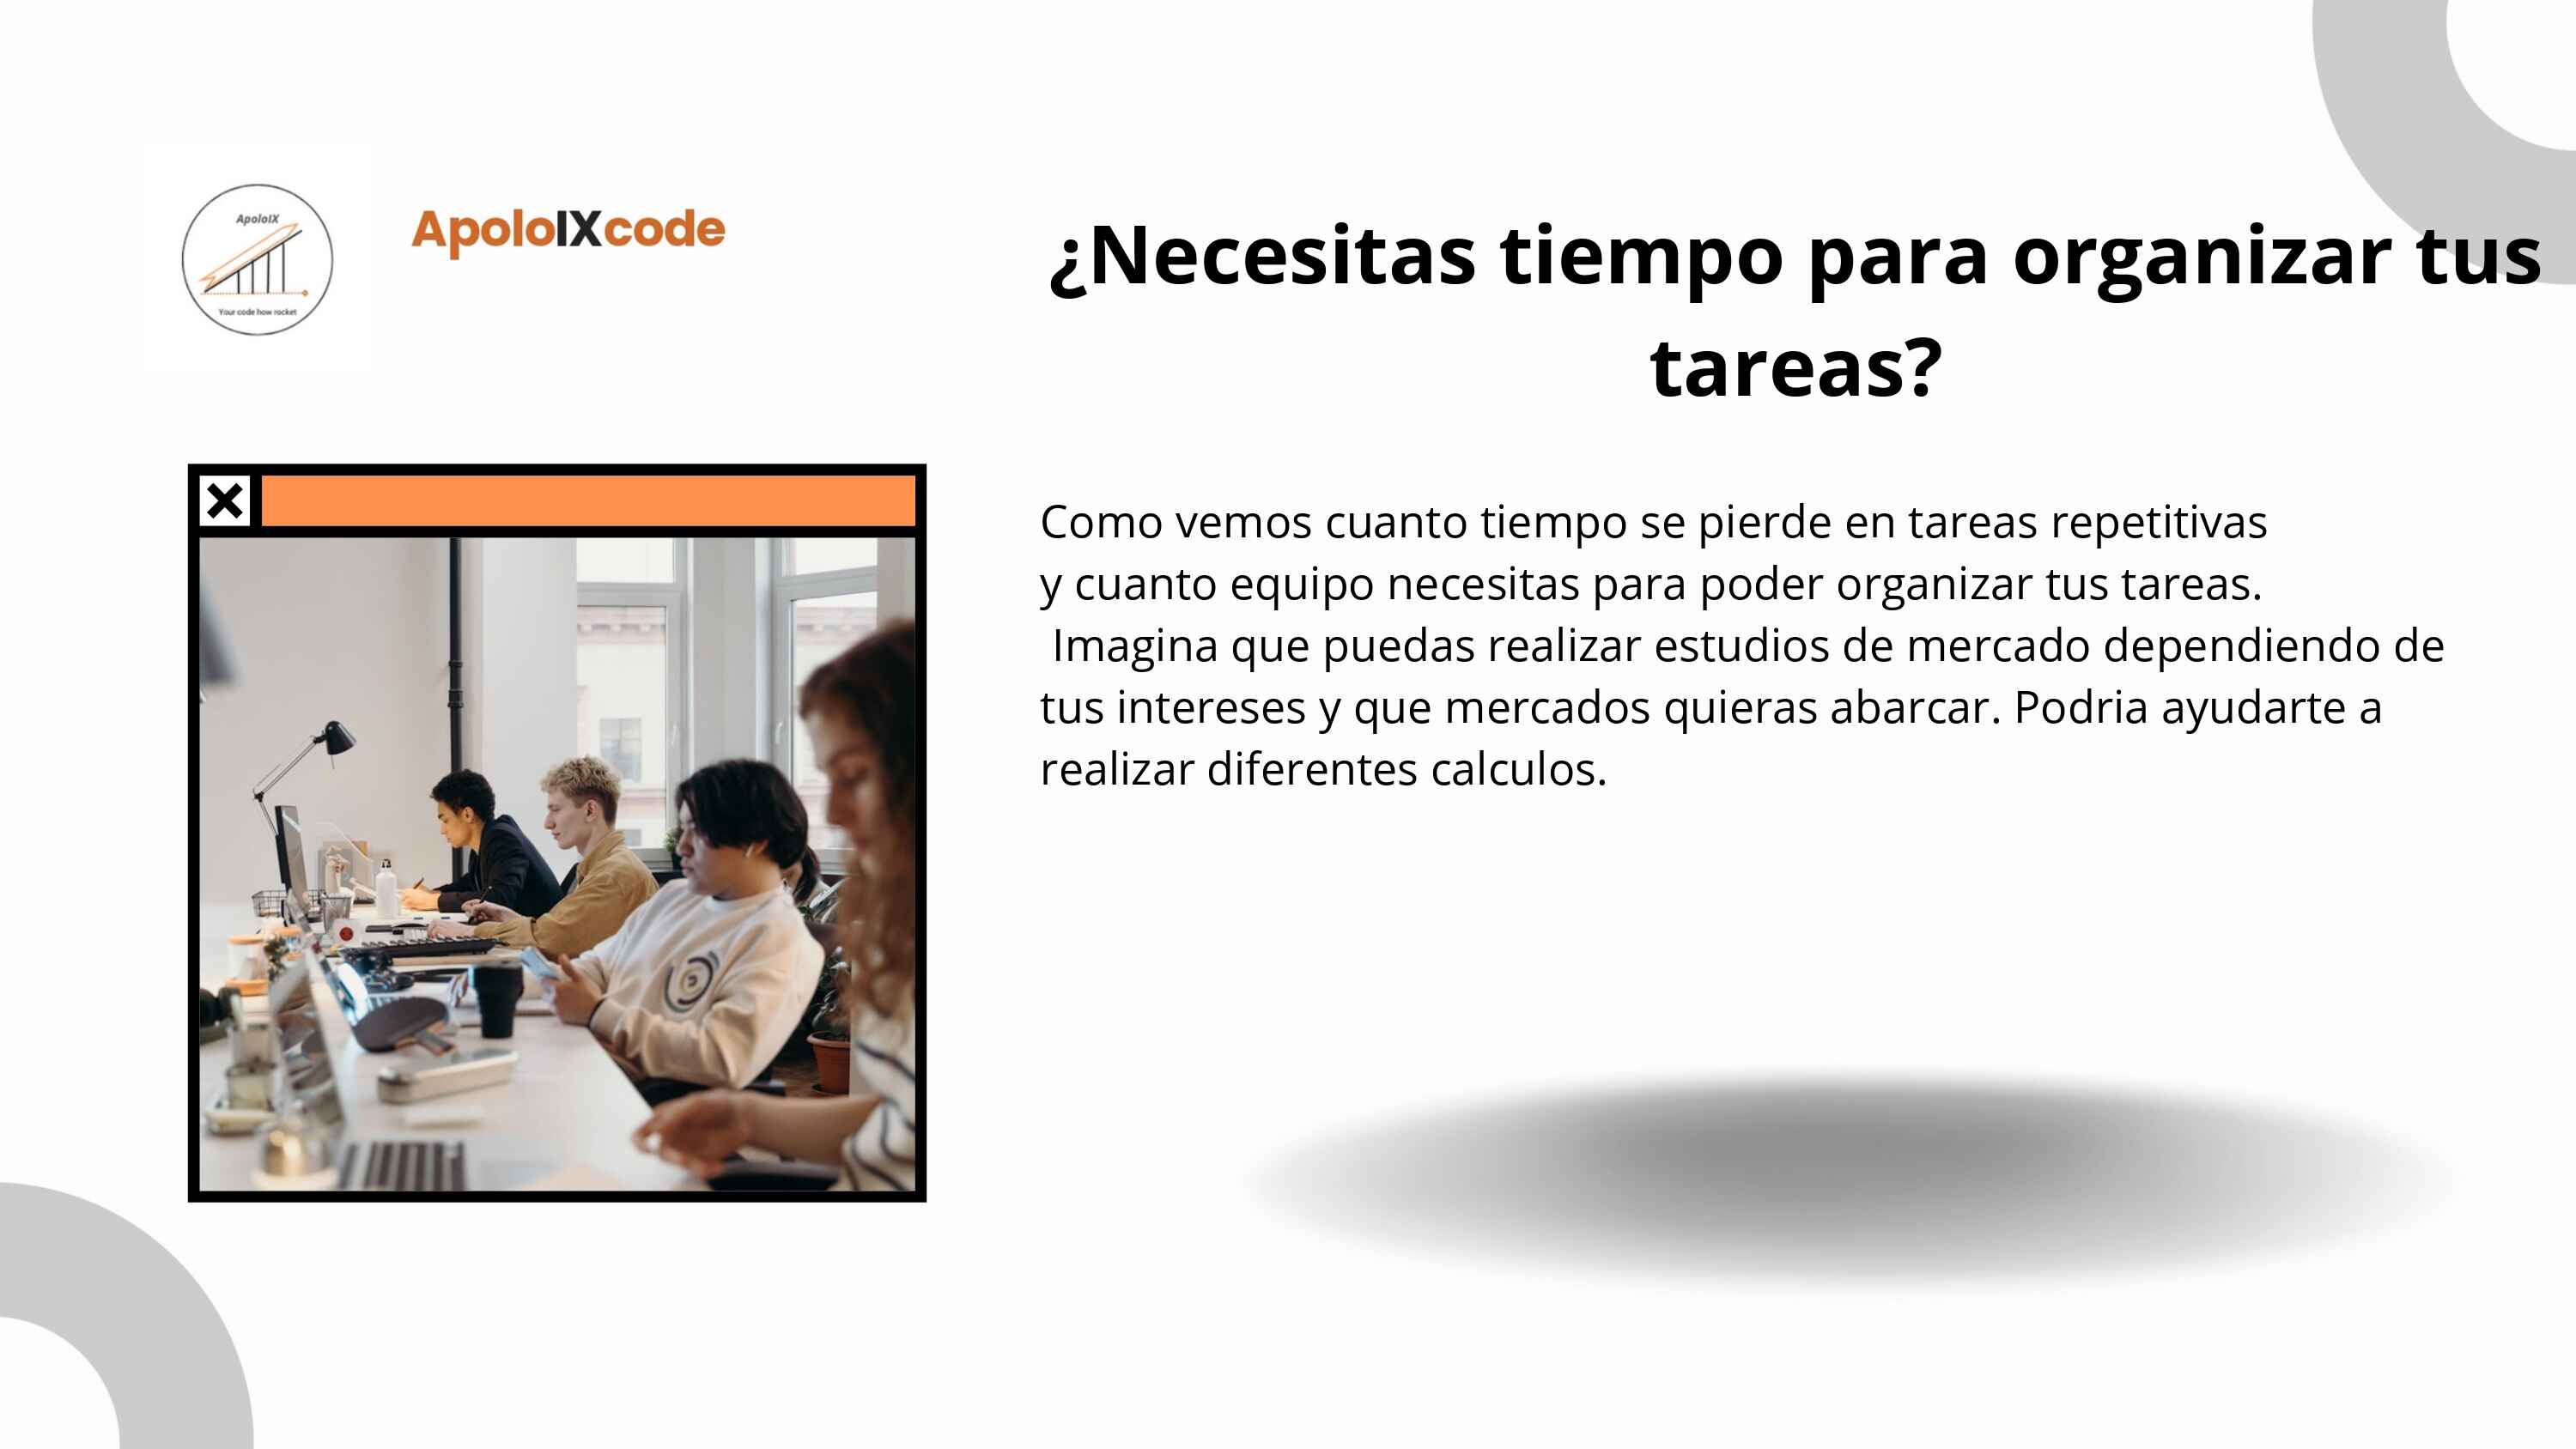 ApoloIX
Your code how rocket
ApoloIXcode
¿Necesitas tiempo para organizar tus
tareas?
Como vemos cuanto tiempo se pierde en tareas repetitivas
y cuanto equipo necesitas para poder organizar tus tareas.
Imagina que puedas realizar estudios de mercado dependiendo de
tus intereses y que mercados quieras abarcar. Podria ayudarte a
realizar diferentes calculos.